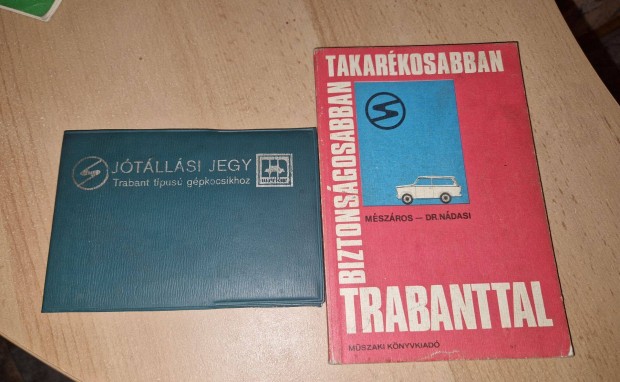 JÓTÁLLÁSI JEGY
Trabant típusú gépkocsikhoz
TAKARÉKOSABBAN
BIZTONSÁGOSABBAN
MÉSZÁROS — DR. NÁDASI
TRABANTTAL
MŰSZAKI KÖNYVKIADÓ